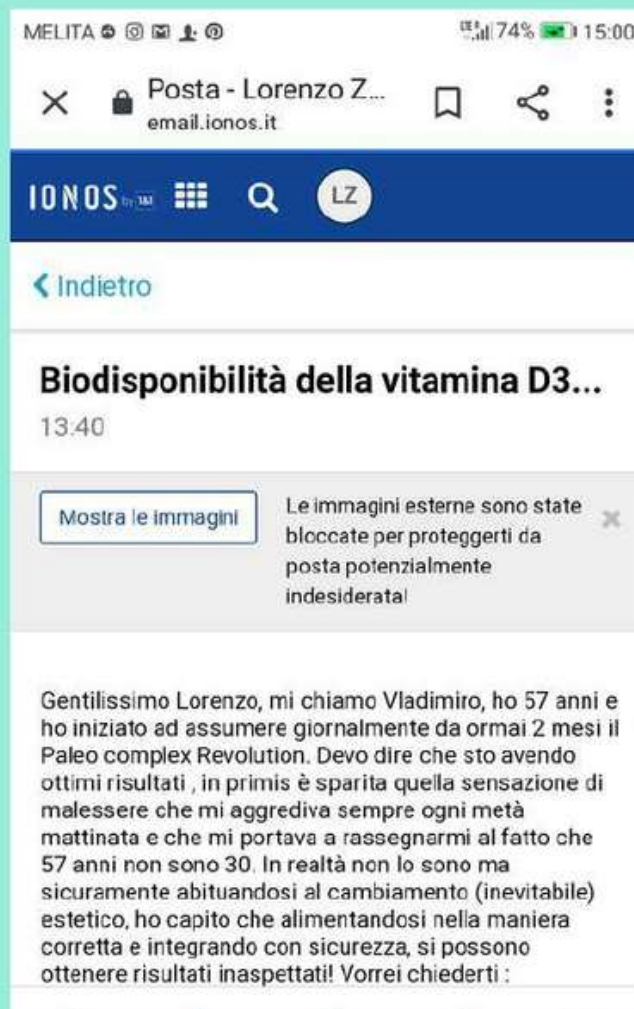 MELITA
74% 15:00
Posta - Lorenzo Z...
email.ionos.it
IONOS by 1&1
LZ
Indietro
Biodisponibilità della vitamina D3...
13:40
Mostra le immagini
Le immagini esterne sono state
bloccate per proteggerti da
posta potenzialmente
indesiderata!
Gentilissimo Lorenzo, mi chiamo Vladimiro, ho 57 anni e
ho iniziato ad assumere giornalmente da ormai 2 mesi il
Paleo complex Revolution. Devo dire che sto avendo
ottimi risultati , in primis è sparita quella sensazione di
malessere che mi aggrediva sempre ogni metà
mattinata e che mi portava a rassegnarmi al fatto che
57 anni non sono 30. In realtà non lo sono ma
sicuramente abituandosi al cambiamento (inevitabile)
estetico, ho capito che alimentandosi nella maniera
corretta e integrando con sicurezza, si possono
ottenere risultati inaspettati! Vorrei chiederti :